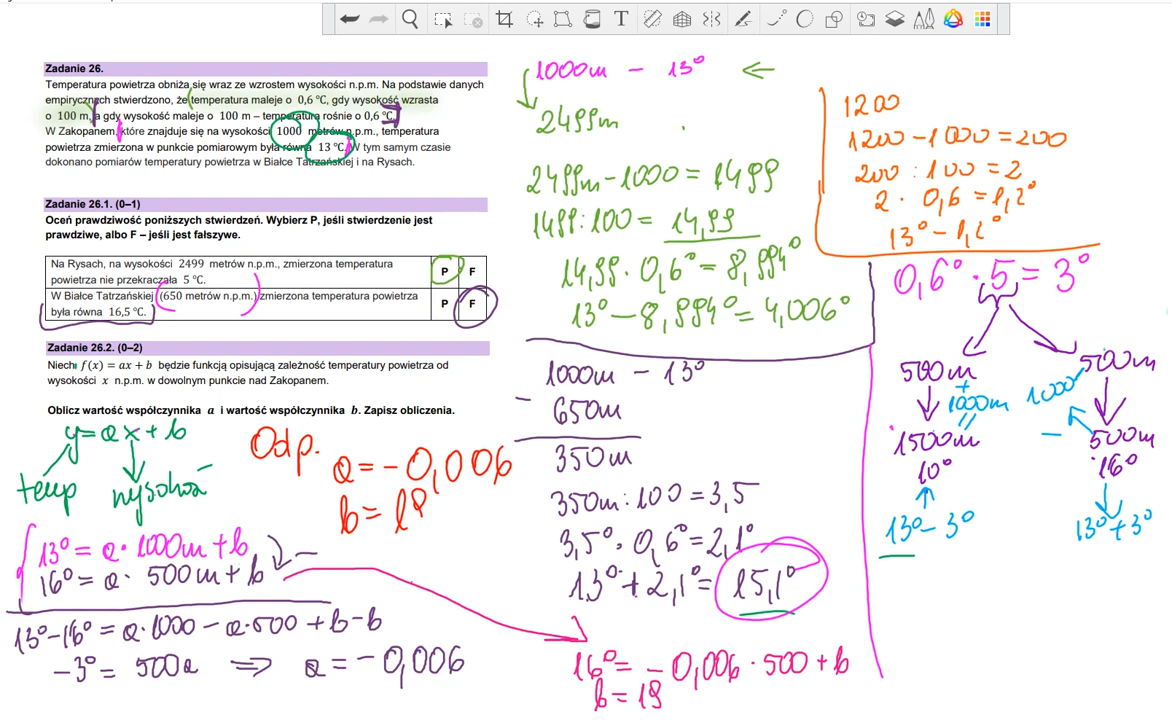 Zadanie 26.
Temperatura powietrza obniża się wraz ze wzrostem wysokości n.p.m. Na podstawie danych
empirycznych stwierdzono, że temperatura maleje o 0,6 °C, gdy wysokość wzrasta
o 100 m, a gdy wysokość maleje o 100 m – temperatura rośnie o 0,6 °C.
W Zakopanem, które znajduje się na wysokości 1000 metrów n.p.m., temperatura
powietrza zmierzona w punkcie pomiarowym była równa 13 °C. W tym samym czasie
dokonano pomiarów temperatury powietrza w Białce Tatrzańskiej i na Rysach.
Zadanie 26.1. (0–1)
Oceń prawdziwość poniższych stwierdzeń. Wybierz P, jeśli stwierdzenie jest
prawdziwe, albo F – jeśli jest fałszywe.
Na Rysach, na wysokości 2499 metrów n.p.m., zmierzona temperatura
powietrza nie przekraczała 5 °C.
P F
W Białce Tatrzańskiej (650 metrów n.p.m.) zmierzona temperatura powietrza
była równa 16,5 °C.
P F
Zadanie 26.2. (0–2)
Niech f(x) = ax + b będzie funkcją opisującą zależność temperatury powietrza od
wysokości x n.p.m. w dowolnym punkcie nad Zakopanem.
Oblicz wartość współczynnika a i wartość współczynnika b. Zapisz obliczenia.
y=ax+b
temp wysokość
Odp.
a=-0,006
b=19
13°=a·1000m+b
16°=a·500m+b
13°-16°=a·1000-a·500+b-b
-3°=500a => a=-0,006
1000m - 13°
2499m
2499m-1000=1499
1499:100=14,99
14,99·0,6°=8,994°
13°-8,994°=4,006°
1000m - 13°
- 650m
350m
350m:100=3,5
3,5°·0,6°=2,1°
13°+2,1°=15,1°
16°=-0,006·500+b
b=19
1200
1200-1000=200
200:100=2
2·0,6=1,2°
13°-1,2°
0,6°·5=3°
500m
+
1000m
=
1500m
10°
13°-3°
500m
1000
-
500m
16°
13°+3°